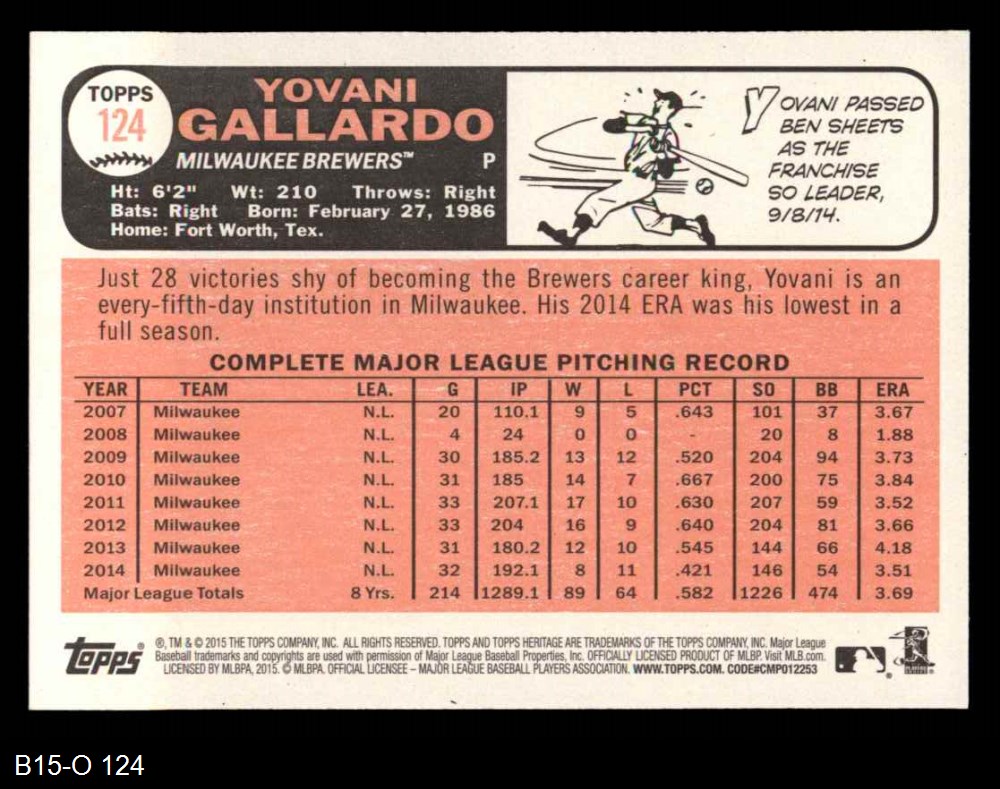 TOPPS
124
YOVANI
GALLARDO
MILWAUKEE BREWERS™ P
Ht: 6'2" Wt: 210 Throws: Right
Bats: Right Born: February 27, 1986
Home: Fort Worth, Tex.
YOVANI PASSED
BEN SHEETS
AS THE
FRANCHISE
SO LEADER,
9/8/14.
Just 28 victories shy of becoming the Brewers career king, Yovani is an
every-fifth-day institution in Milwaukee. His 2014 ERA was his lowest in a
full season.
COMPLETE MAJOR LEAGUE PITCHING RECORD
YEAR TEAM LEA. G IP W L PCT SO BB ERA
2007 Milwaukee N.L. 20 110.1 9 5 .643 101 37 3.67
2008 Milwaukee N.L. 4 24 0 0 - 20 8 1.88
2009 Milwaukee N.L. 30 185.2 13 12 .520 204 94 3.73
2010 Milwaukee N.L. 31 185 14 7 .667 200 75 3.84
2011 Milwaukee N.L. 33 207.1 17 10 .630 207 59 3.52
2012 Milwaukee N.L. 33 204 16 9 .640 204 81 3.66
2013 Milwaukee N.L. 31 180.2 12 10 .545 144 66 4.18
2014 Milwaukee N.L. 32 192.1 8 11 .421 146 54 3.51
Major League Totals 8 Yrs. 214 1289.1 89 64 .582 1226 474 3.69
Topps®
®, TM & © 2015 THE TOPPS COMPANY, INC. ALL RIGHTS RESERVED. TOPPS AND TOPPS HERITAGE ARE TRADEMARKS OF THE TOPPS COMPANY, INC. Major League
Baseball trademarks and copyrights are used with permission of Major League Baseball Properties, Inc. OFFICIALLY LICENSED PRODUCT OF MLBP. Visit MLB.com.
LICENSED BY MLBPA, 2015. © MLBPA. OFFICIAL LICENSEE – MAJOR LEAGUE BASEBALL PLAYERS ASSOCIATION. WWW.TOPPS.COM. CODE#CMP012253
B15-O 124